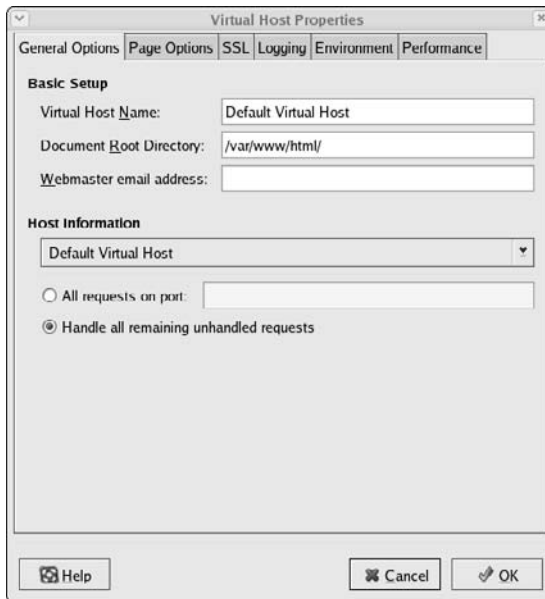 Virtual Host Properties
General Options Page Options SSL Logging Environment Performance
Basic Setup
Virtual Host Name: Default Virtual Host
Document Root Directory: /var/www/html/
Webmaster email address:
Host Information
Default Virtual Host
All requests on port:
Handle all remaining unhandled requests
Help Cancel OK